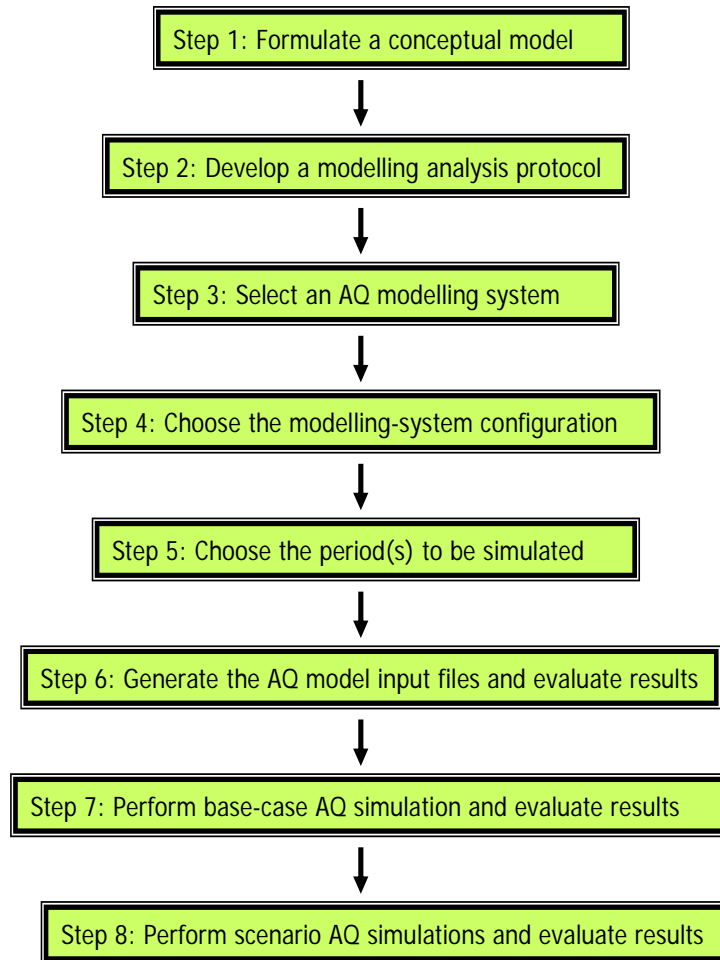 Step 1: Formulate a conceptual model
Step 2: Develop a modelling analysis protocol
Step 3: Select an AQ modelling system
Step 4: Choose the modelling-system configuration
Step 5: Choose the period(s) to be simulated
Step 6: Generate the AQ model input files and evaluate results
Step 7: Perform base-case AQ simulation and evaluate results
Step 8: Perform scenario AQ simulations and evaluate results